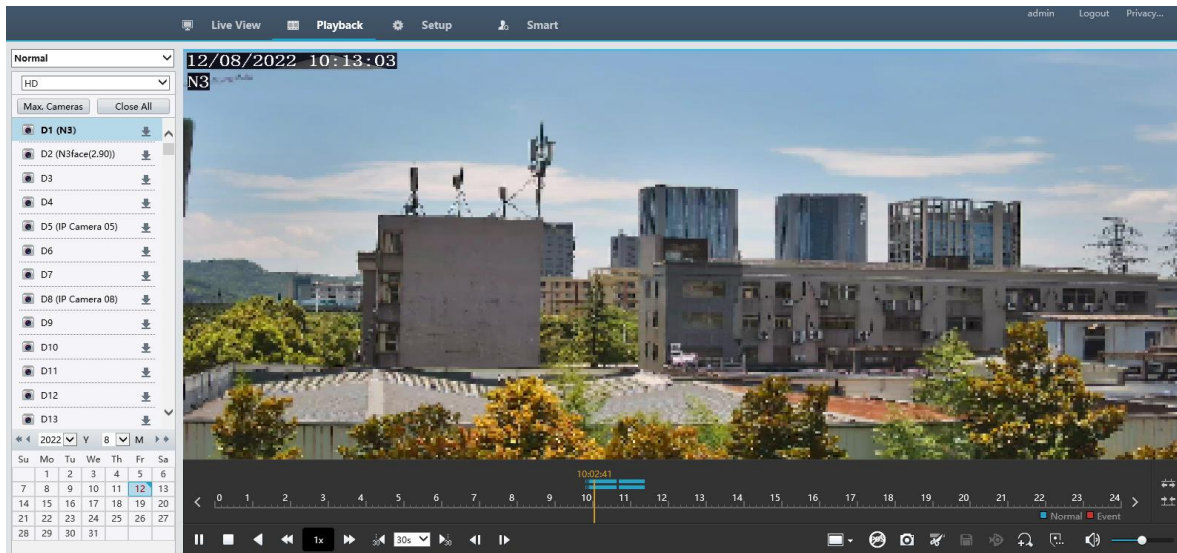 admin Logout Privacy...
Live View Playback Setup Smart
Normal
HD
Max. Cameras Close All
D1 (N3)
D2 (N3face(2.90))
D3
D4
D5 (IP Camera 05)
D6
D7
D8 (IP Camera 08)
D9
D10
D11
D12
D13
2022 Y 8 M
Su Mo Tu We Th Fr Sa
1 2 3 4 5 6
7 8 9 10 11 12 13
14 15 16 17 18 19 20
21 22 23 24 25 26 27
28 29 30 31
12/08/2022 10:13:03
N3
10:02:41
0 1 2 3 4 5 6 7 8 9 10 11 12 13 14 15 16 17 18 19 20 21 22 23 24
Normal Event
1x 30 30s 30